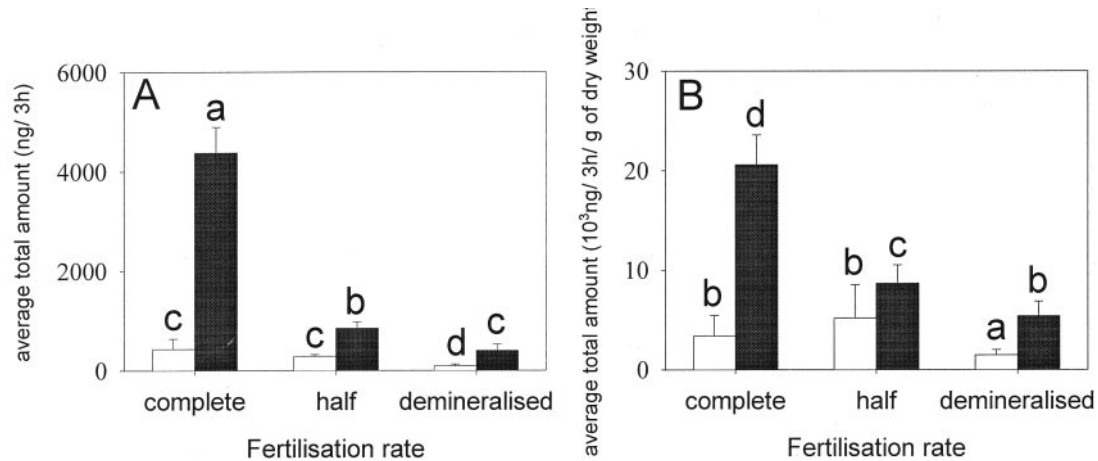 A
average total amount (ng/ 3h)
6000
4000
2000
0
a
c
c
b
d
c
complete half demineralised
Fertilisation rate
B
average total amount (10³ng/ 3h/ g of dry weight
30
20
10
0
b
d
b
c
a
b
complete half demineralised
Fertilisation rate